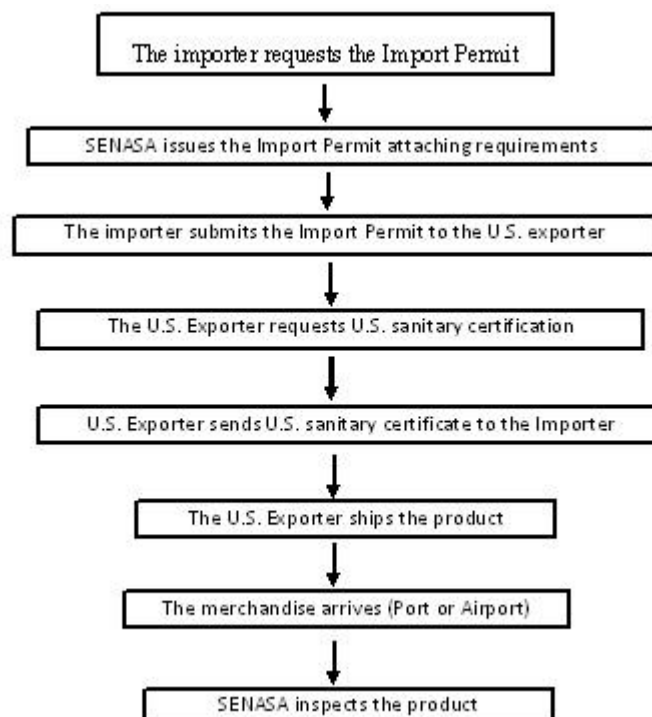 The importer requests the Import Permit
SENASA issues the Import Permit attaching requirements
The importer submits the Import Permit to the U.S. exporter
The U.S. Exporter requests U.S. sanitary certification
U.S. Exporter sends U.S. sanitary certificate to the Importer
The U.S. Exporter ships the product
The merchandise arrives (Port or Airport)
SENASA inspects the product